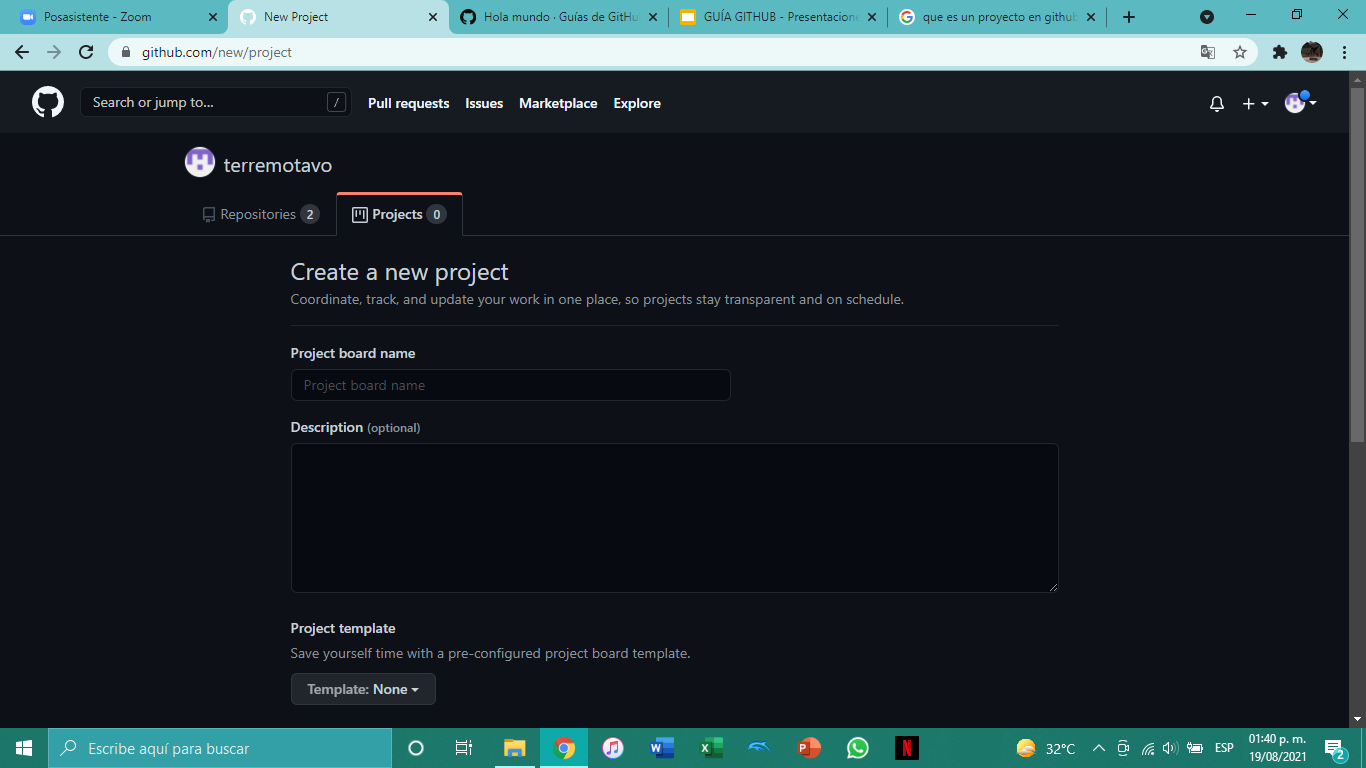 Posasistente - Zoom
New Project
Hola mundo · Guías de GitHu
GUÍA GITHUB - Presentacione
que es un proyecto en github
github.com/new/project
Search or jump to... /
Pull requests Issues Marketplace Explore
terremotavo
Repositories 2
Projects 0
Create a new project
Coordinate, track, and update your work in one place, so projects stay transparent and on schedule.
Project board name
Project board name
Description (optional)
Project template
Save yourself time with a pre-configured project board template.
Template: None
Escribe aquí para buscar
32°C
ESP
01:40 p. m.
19/08/2021
2